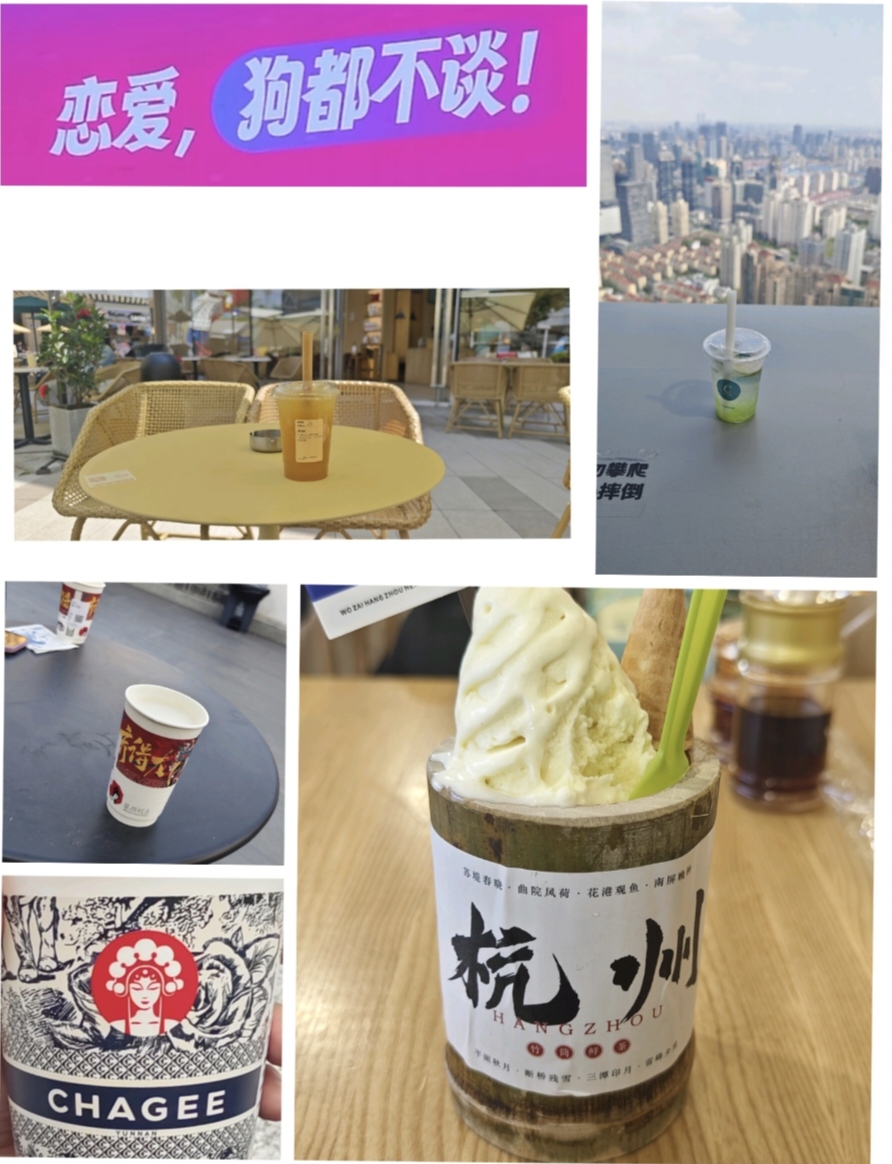 恋爱，狗都不谈！
勿攀爬
摔倒
CHAGEE
YUNNAN
WO ZAI HANG ZHOU
苏堤春晓·曲院风荷·花港观鱼·南屏晚钟
杭州
HANGZHOU
竹筒鲜茶
平湖秋月·断桥残雪·三潭印月·雷峰夕照